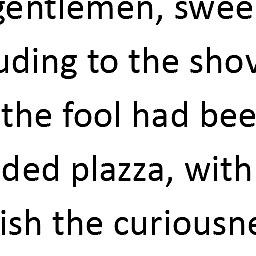 gentlemen, swee
uding to the shov
the fool had bee
ded plazza, with
ish the curiousne